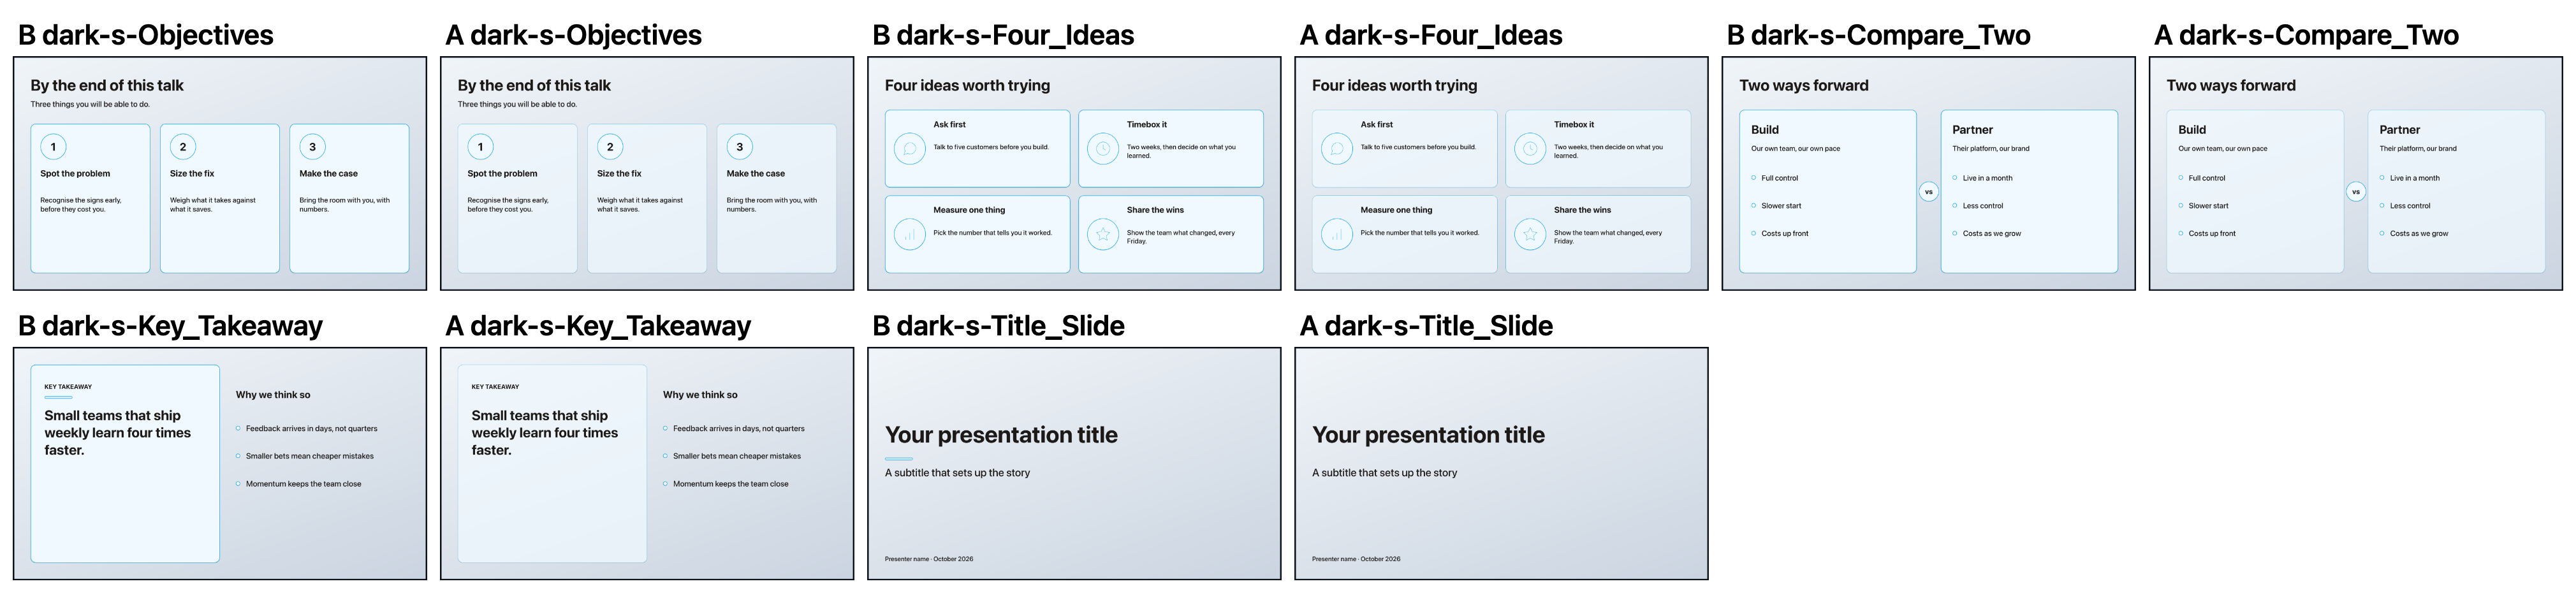 B dark-s-Objectives
By the end of this talk
Three things you will be able to do.
1
Spot the problem
Recognise the signs early,
before they cost you.
2
Size the fix
Weigh what it takes against
what it saves.
3
Make the case
Bring the room with you, with
numbers.
A dark-s-Objectives
By the end of this talk
Three things you will be able to do.
1
Spot the problem
Recognise the signs early,
before they cost you.
2
Size the fix
Weigh what it takes against
what it saves.
3
Make the case
Bring the room with you, with
numbers.
B dark-s-Four_Ideas
Four ideas worth trying
Ask first
Talk to five customers before you build.
Timebox it
Two weeks, then decide on what you
learned.
Measure one thing
Pick the number that tells you it worked.
Share the wins
Show the team what changed, every
Friday.
A dark-s-Four_Ideas
Four ideas worth trying
Ask first
Talk to five customers before you build.
Timebox it
Two weeks, then decide on what you
learned.
Measure one thing
Pick the number that tells you it worked.
Share the wins
Show the team what changed, every
Friday.
B dark-s-Compare_Two
Two ways forward
Build
Our own team, our own pace
Full control
Slower start
Costs up front
vs
Partner
Their platform, our brand
Live in a month
Less control
Costs as we grow
A dark-s-Compare_Two
Two ways forward
Build
Our own team, our own pace
Full control
Slower start
Costs up front
vs
Partner
Their platform, our brand
Live in a month
Less control
Costs as we grow
B dark-s-Key_Takeaway
KEY TAKEAWAY
Small teams that ship
weekly learn four times
faster.
Why we think so
Feedback arrives in days, not quarters
Smaller bets mean cheaper mistakes
Momentum keeps the team close
A dark-s-Key_Takeaway
KEY TAKEAWAY
Small teams that ship
weekly learn four times
faster.
Why we think so
Feedback arrives in days, not quarters
Smaller bets mean cheaper mistakes
Momentum keeps the team close
B dark-s-Title_Slide
Your presentation title
A subtitle that sets up the story
Presenter name · October 2026
A dark-s-Title_Slide
Your presentation title
A subtitle that sets up the story
Presenter name · October 2026